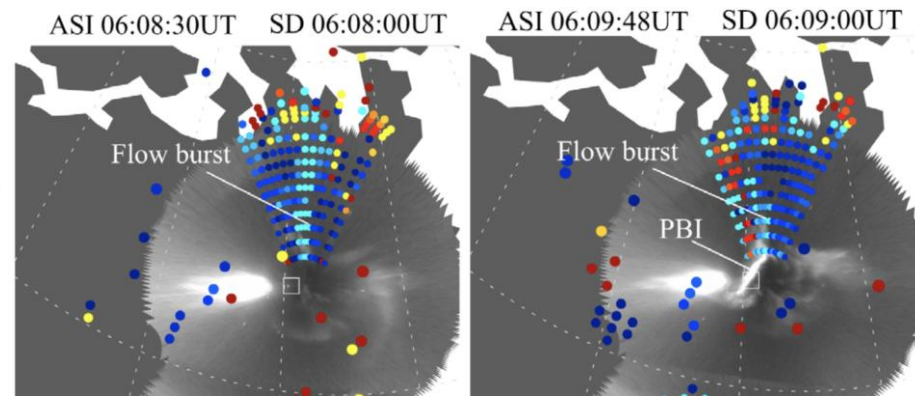 ASI 06:08:30UT SD 06:08:00UT
Flow burst
ASI 06:09:48UT SD 06:09:00UT
Flow burst
PBI